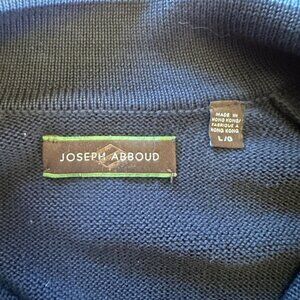 JOSEPH ABBOUD
MADE IN
HONG KONG/
FABRIQUÉ À
HONG KONG
L/G